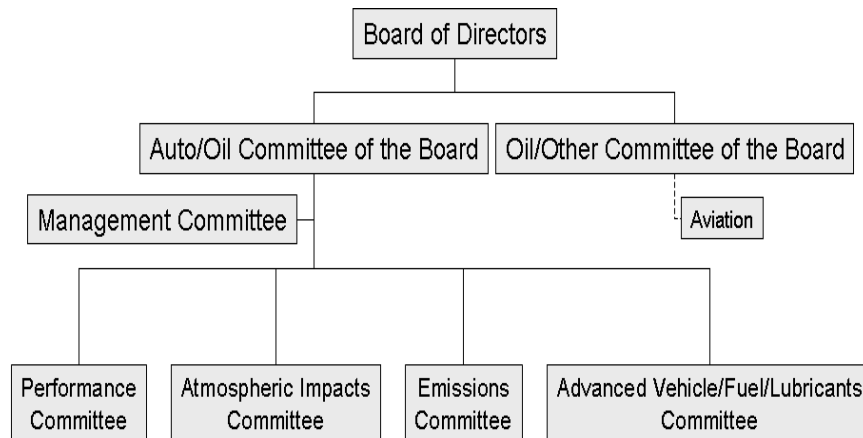 Board of Directors
Auto/Oil Committee of the Board
Oil/Other Committee of the Board
Management Committee
Aviation
Performance
Committee
Atmospheric Impacts
Committee
Emissions
Committee
Advanced Vehicle/Fuel/Lubricants
Committee